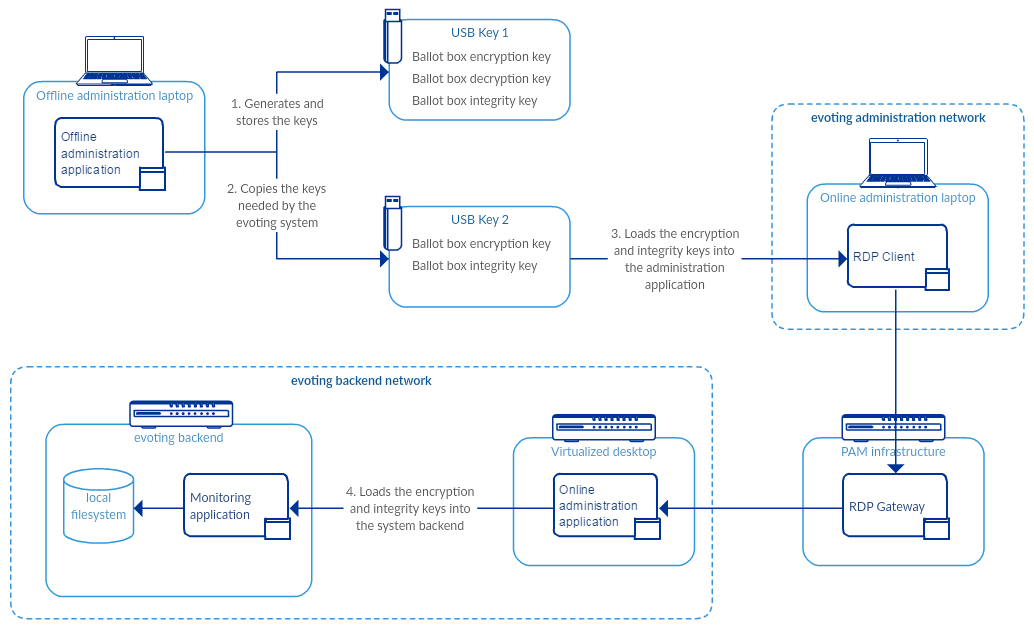 USB Key 1
Ballot box encryption key
Ballot box decryption key
Ballot box integrity key
Offline administration laptop
Offline
administration
application
1. Generates and
stores the keys
2. Copies the keys
needed by the
evoting system
USB Key 2
Ballot box encryption key
Ballot box integrity key
3. Loads the encryption
and integrity keys into
the administration
application
evoting administration network
Online administration laptop
RDP Client
evoting backend network
evoting backend
local
filesystem
Monitoring
application
4. Loads the encryption
and integrity keys into
the system backend
Virtualized desktop
Online
administration
application
PAM infrastructure
RDP Gateway